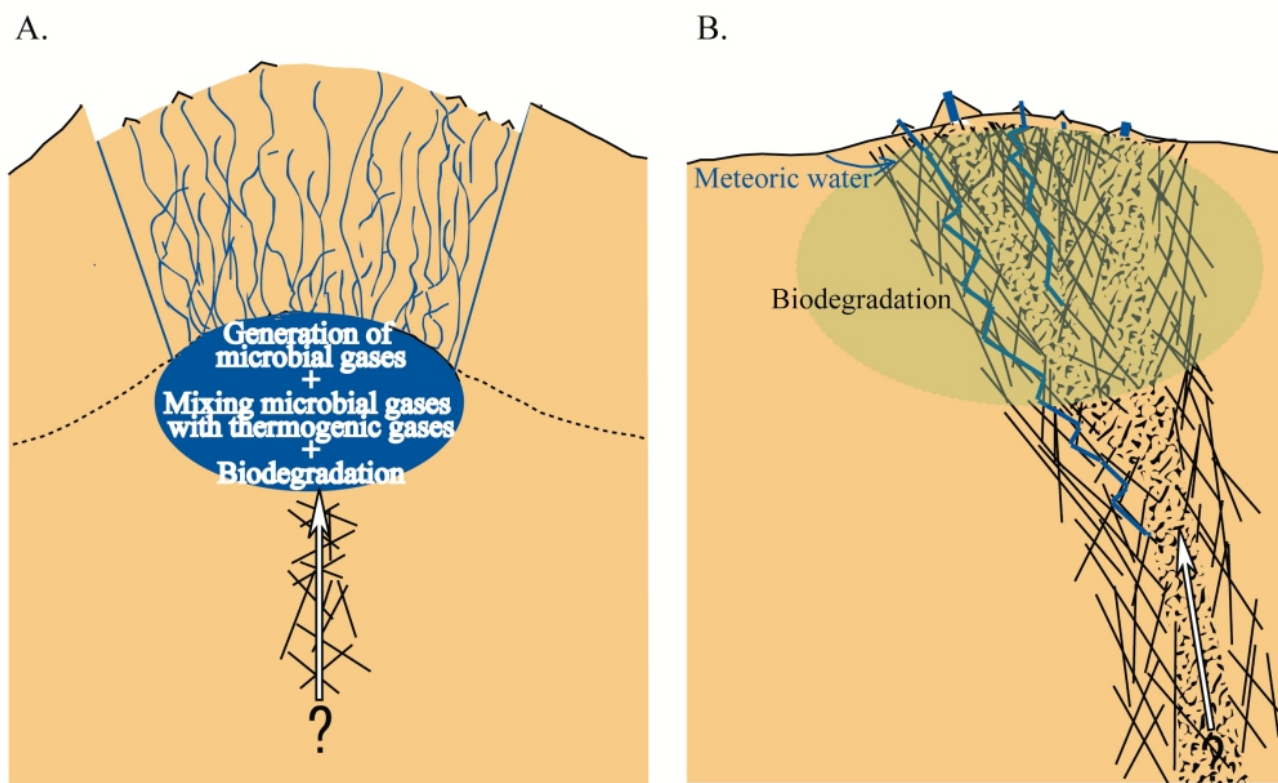 A.
B.
Generation of
microbial gases
+
Mixing microbial gases
with thermogenic gases
+
Biodegradation
?
Meteoric water
Biodegradation
?